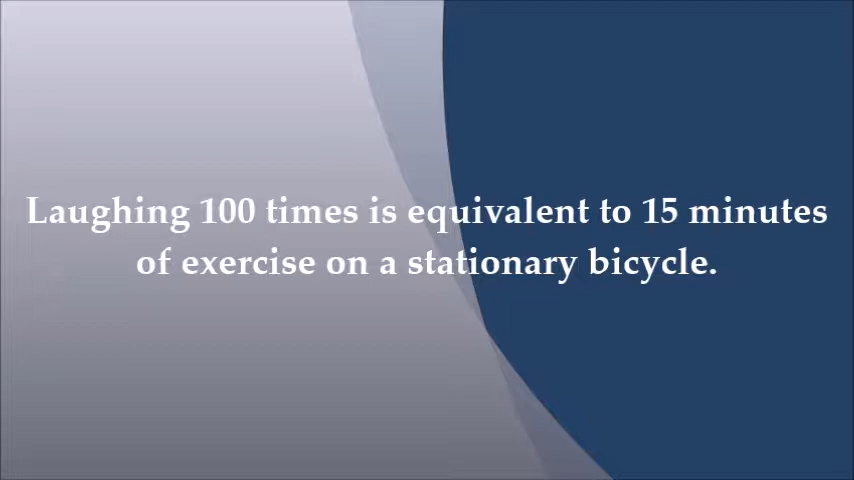 Laughing 100 times is equivalent to 15 minutes
of exercise on a stationary bicycle.